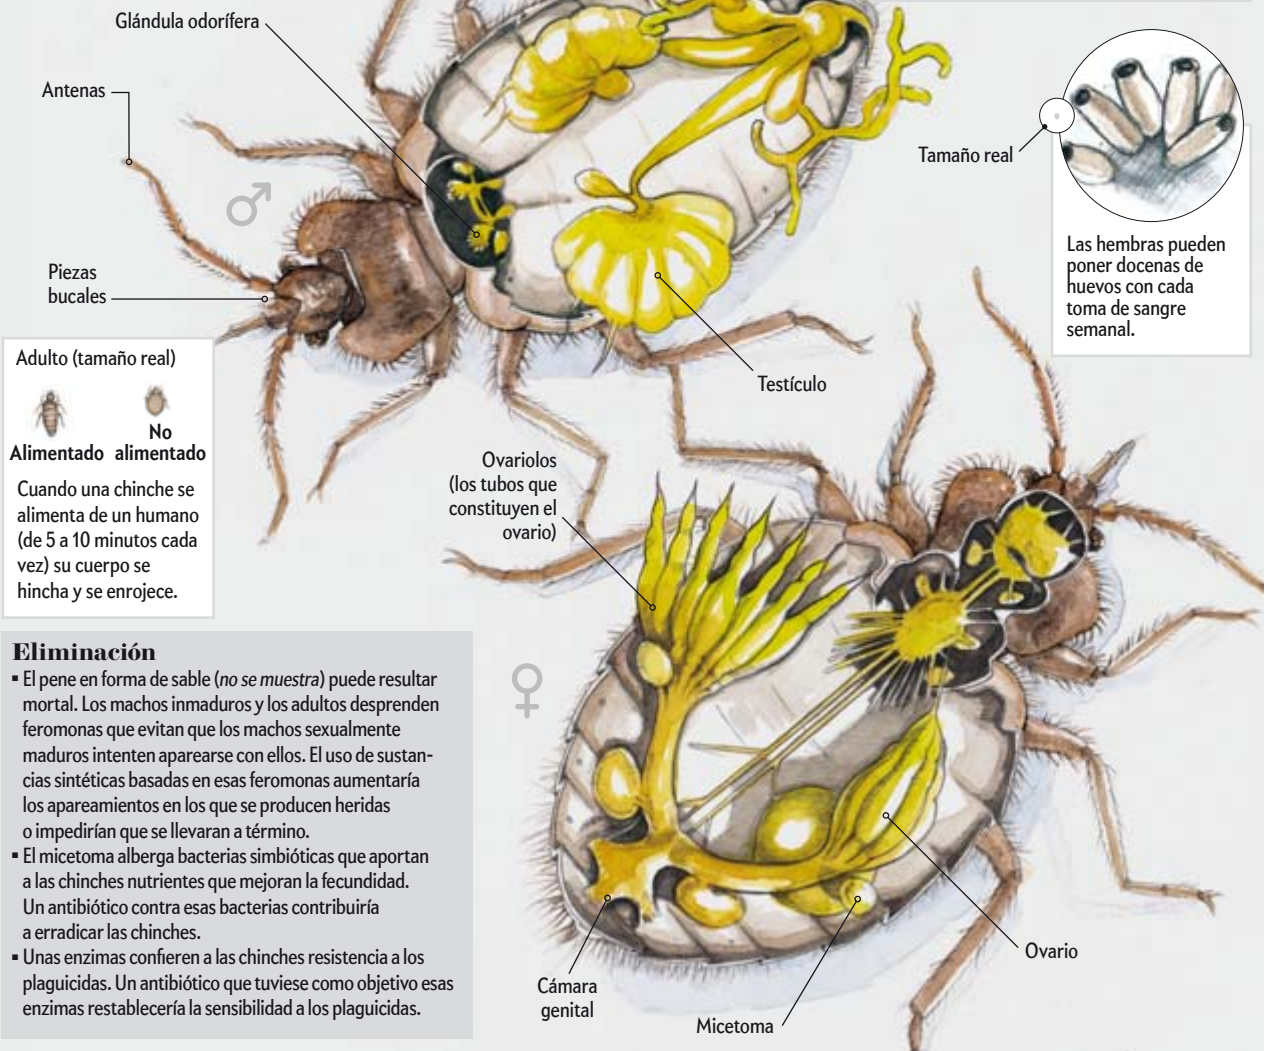 Glándula odorífera
Antenas
Piezas
bucales
Tamaño real
Las hembras pueden
poner docenas de
huevos con cada
toma de sangre
semanal.
Testículo
Adulto (tamaño real)
Alimentado
No
alimentado
Cuando una chinche se
alimenta de un humano
(de 5 a 10 minutos cada
vez) su cuerpo se
hincha y se enrojece.
Ovariolos
(los tubos que
constituyen el
ovario)
Eliminación
▪ El pene en forma de sable (no se muestra) puede resultar
mortal. Los machos inmaduros y los adultos desprenden
feromonas que evitan que los machos sexualmente
maduros intenten aparearse con ellos. El uso de sustan-
cias sintéticas basadas en esas feromonas aumentaría
los apareamientos en los que se producen heridas
o impedirían que se llevaran a término.
▪ El micetoma alberga bacterias simbióticas que aportan
a las chinches nutrientes que mejoran la fecundidad.
Un antibiótico contra esas bacterias contribuiría
a erradicar las chinches.
▪ Unas enzimas confieren a las chinches resistencia a los
plaguicidas. Un antibiótico que tuviese como objetivo esas
enzimas restablecería la sensibilidad a los plaguicidas.
Ovario
Cámara
genital
Micetoma